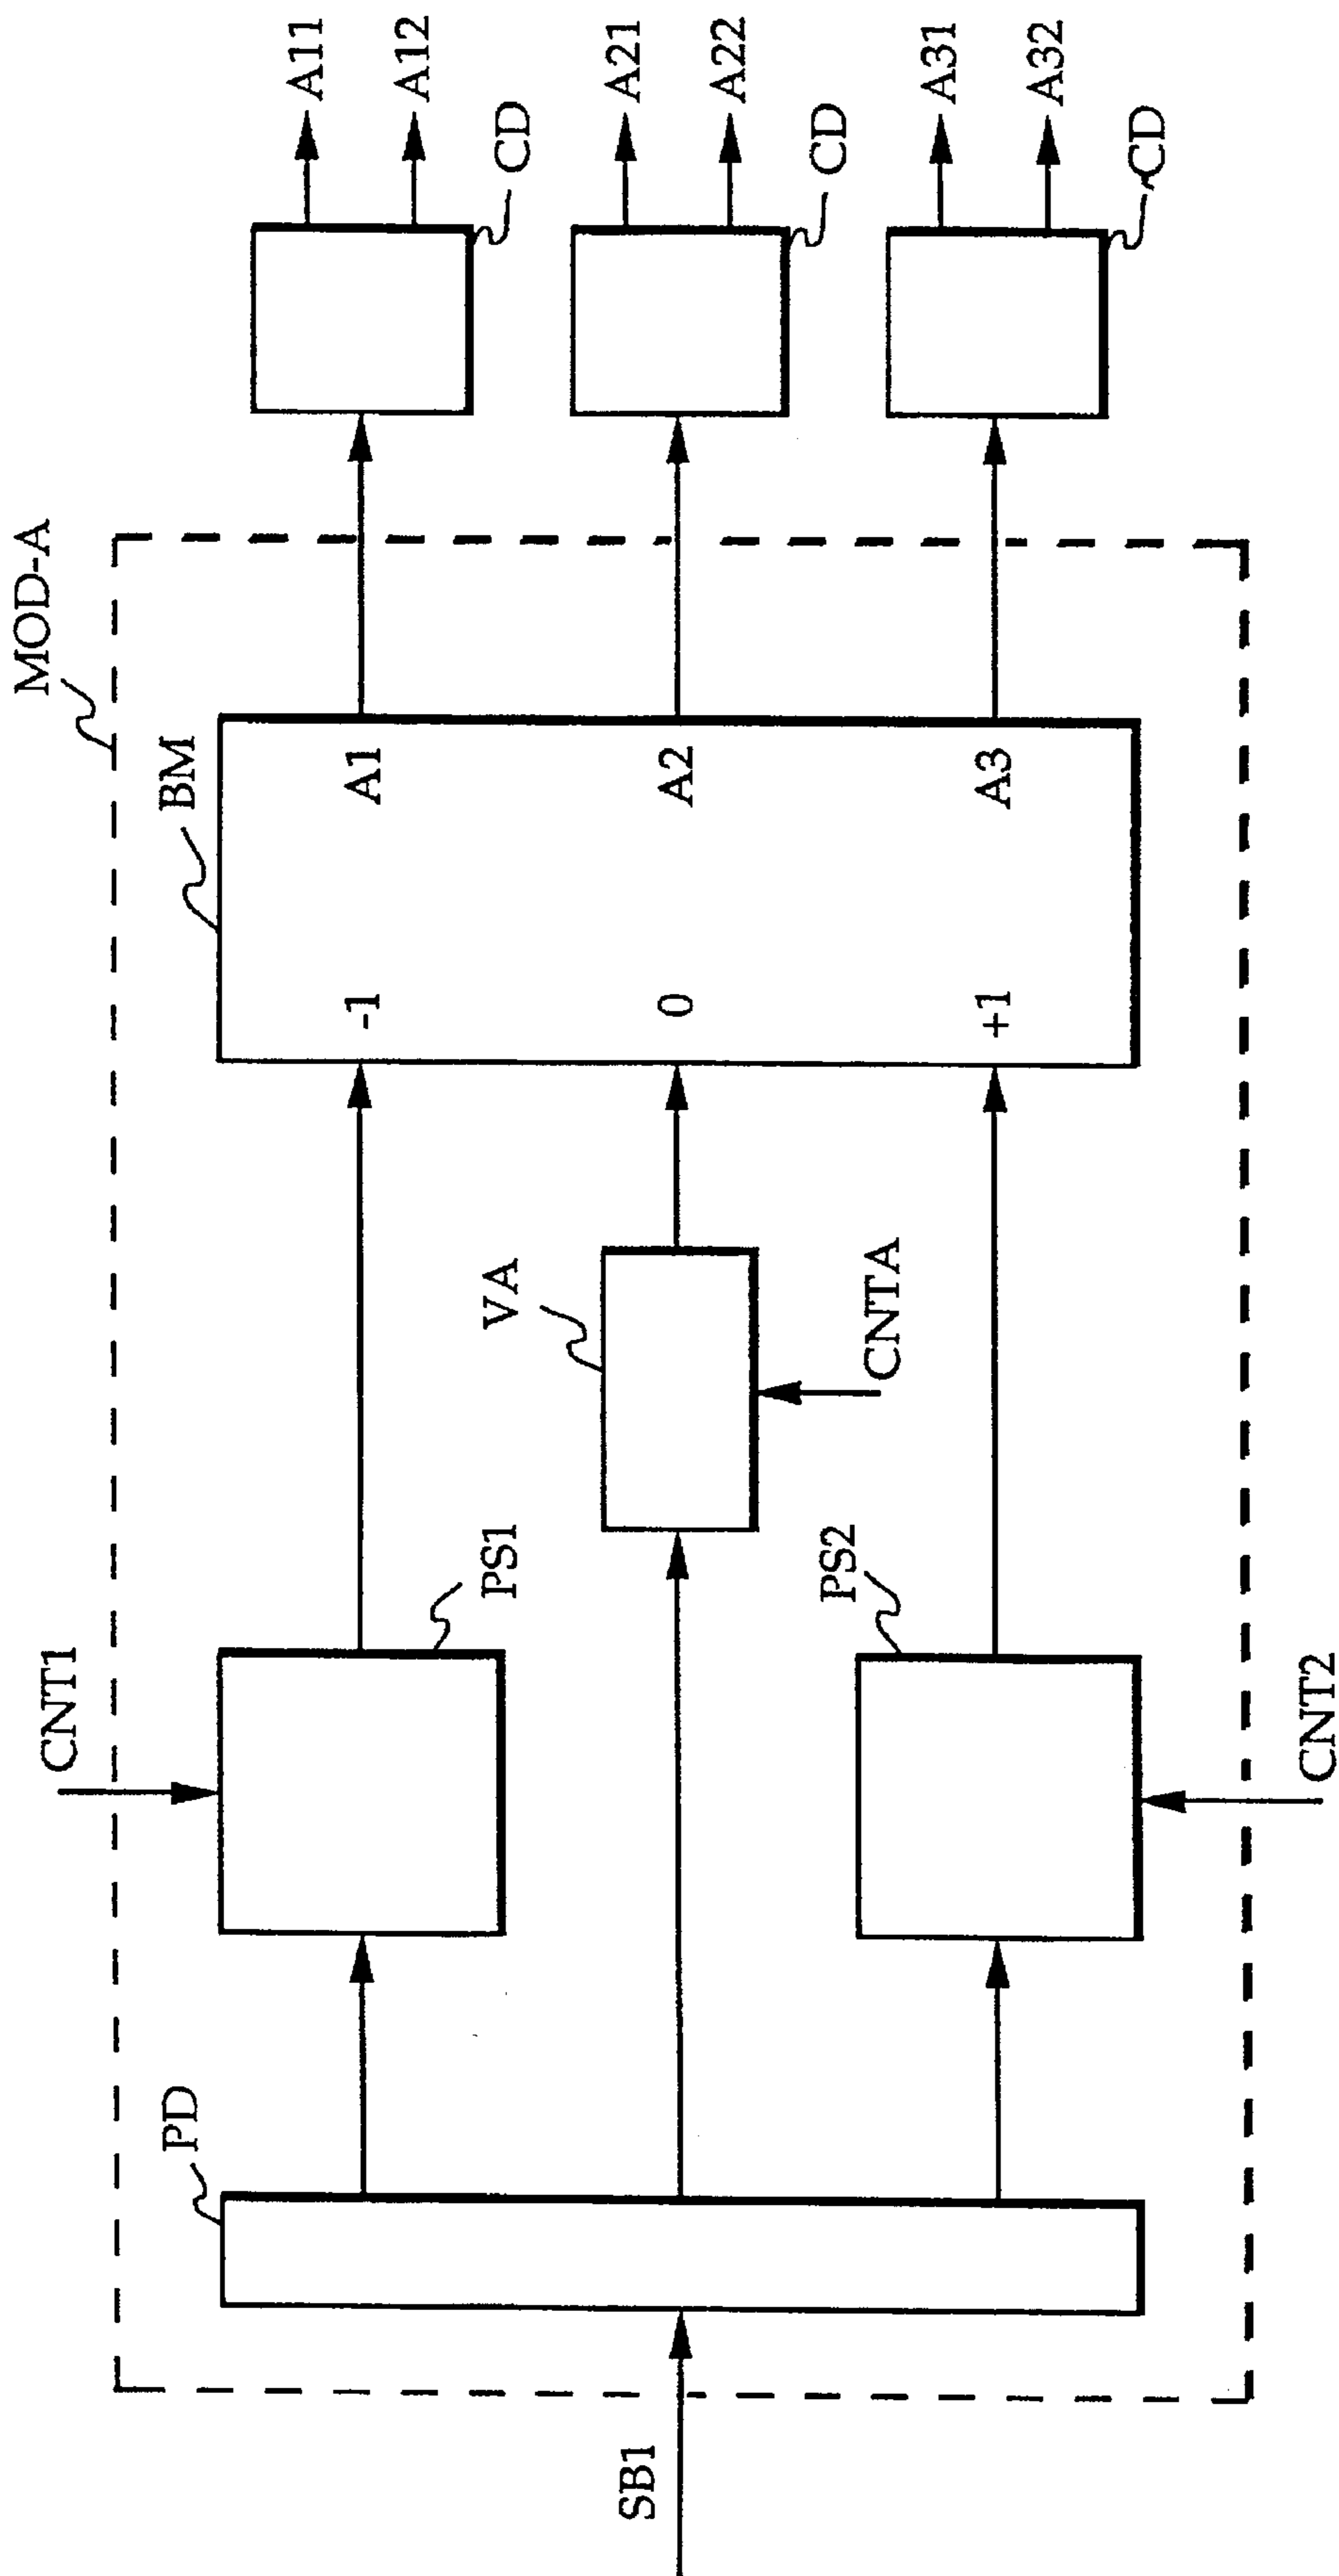 MOD-A
CNT1
BM
PD
PS1
-1
A1
A11
A12
CD
SB1
VA
0
A2
A21
A22
CD
CNTA
PS2
+1
A3
A31
A32
CD
CNT2